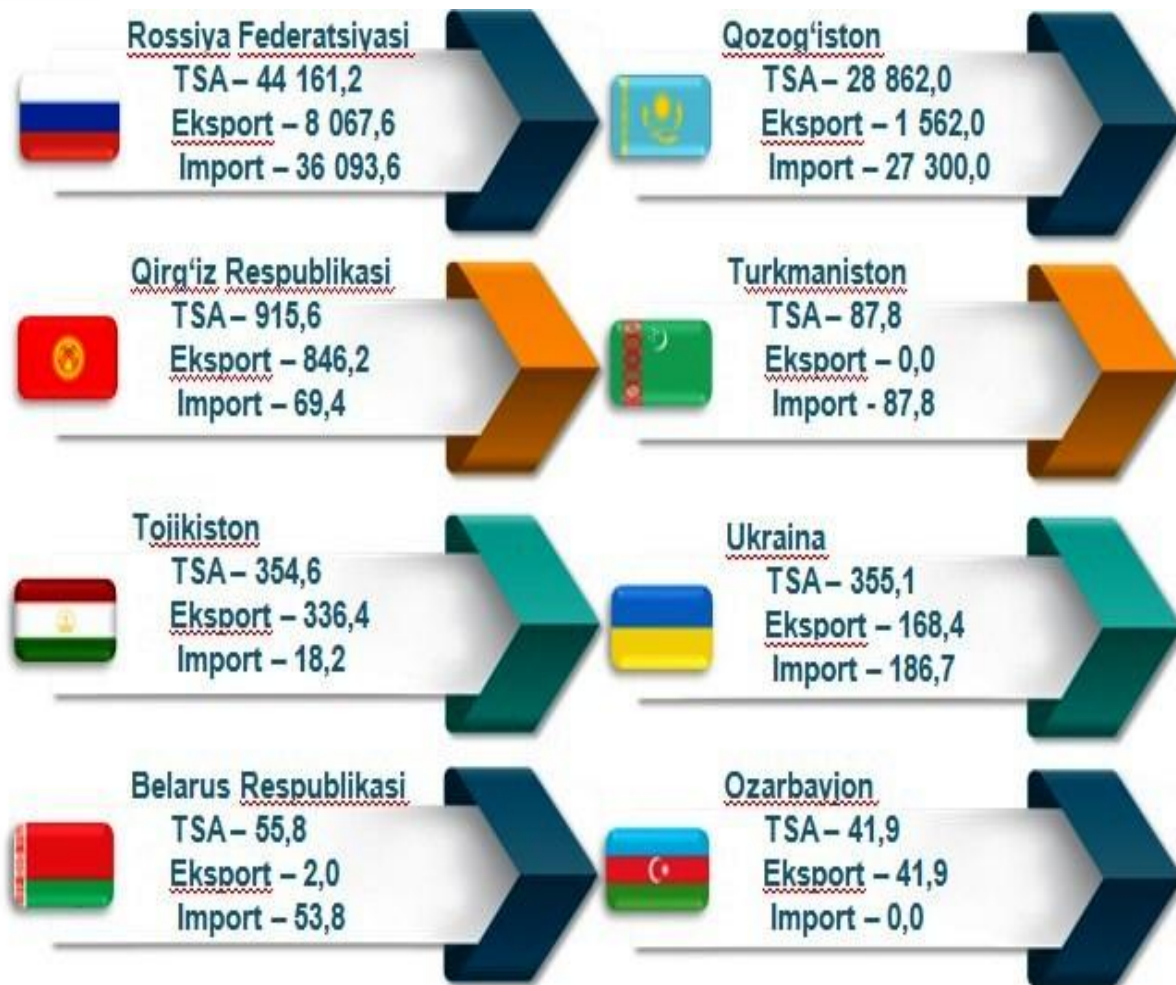 Rossiya Federatsiyasi
TSA – 44 161,2
Eksport – 8 067,6
Import – 36 093,6
Qozog‘iston
TSA – 28 862,0
Eksport – 1 562,0
Import – 27 300,0
Qirg‘iz Respublikasi
TSA – 915,6
Eksport – 846,2
Import – 69,4
Turkmaniston
TSA – 87,8
Eksport – 0,0
Import - 87,8
Tojikiston
TSA – 354,6
Eksport – 336,4
Import – 18,2
Ukraina
TSA – 355,1
Eksport – 168,4
Import – 186,7
Belarus Respublikasi
TSA – 55,8
Eksport – 2,0
Import – 53,8
Ozarbayjon
TSA – 41,9
Eksport – 41,9
Import – 0,0